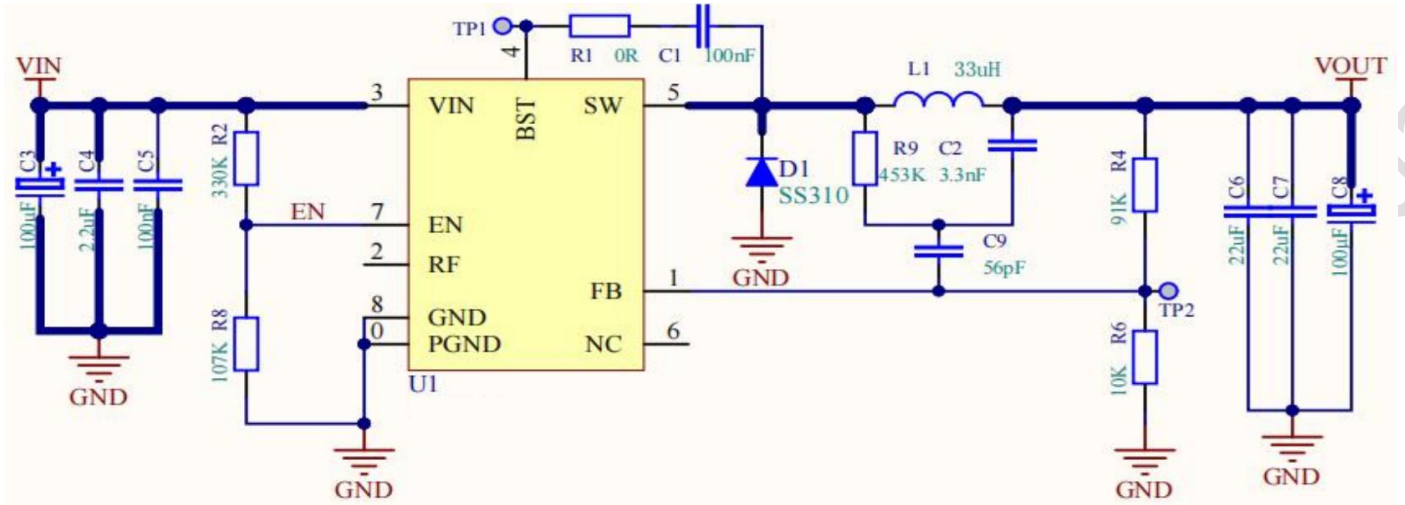 TP1
R1 0R C1 100nF
4
L1 33uH
VIN
VOUT
3 VIN
BST
SW 5
R2
330K
C3
100µF
C4
2.2uF
C5
100nF
R9 C2
453K 3.3nF
D1
SS310
R4
91K
C6
22uF
C7
22uF
C8
100µF
EN
7 EN
C9
56pF
2 RF
GND
FB 1
TP2
8 GND
0 PGND
NC 6
R8
107K
R6
10K
U1
GND
GND
GND
GND